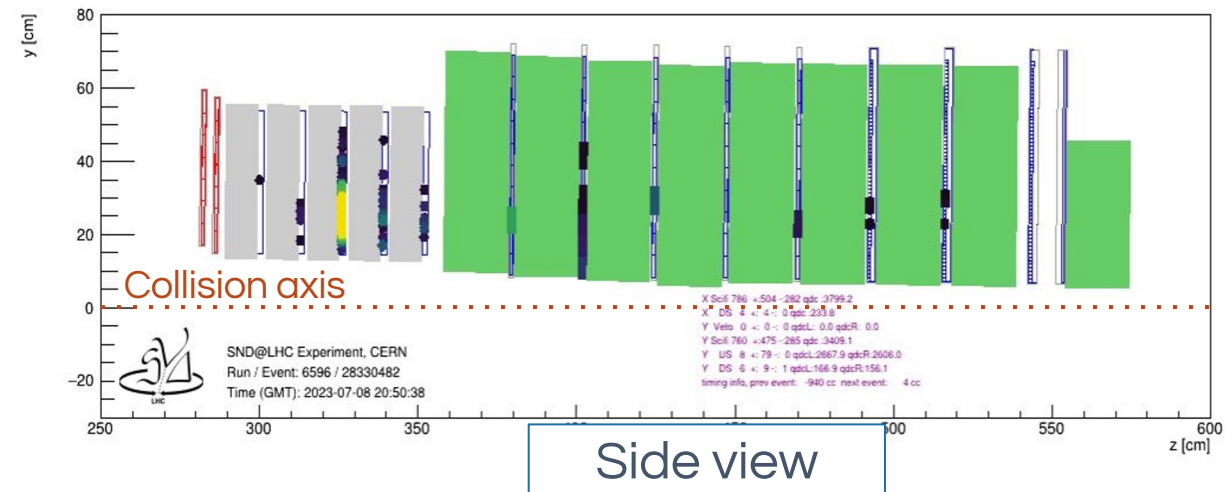 y [cm]
80
60
40
20
0
−20
Collision axis
X Scifi 786 +:504 -:282 qdc :3799.2
X DS 4 +: 4 -: 0 qdc :233.8
Y Veto 0 +: 0 -: 0 qdcL: 0.0 qdcR: 0.0
Y Scifi 760 +:475 -:285 qdc :3409.1
Y US 8 +: 79 -: 0 qdcL:2667.9 qdcR:2606.0
Y DS 6 +: 9 -: 1 qdcL:166.9 qdcR:156.1
timing info, prev event: -940 cc next event: 4 cc
LHC
SND@LHC Experiment, CERN
Run / Event: 6596 / 28330482
Time (GMT): 2023-07-08 20:50:38
250 300 350 550 600
z [cm]
Side view